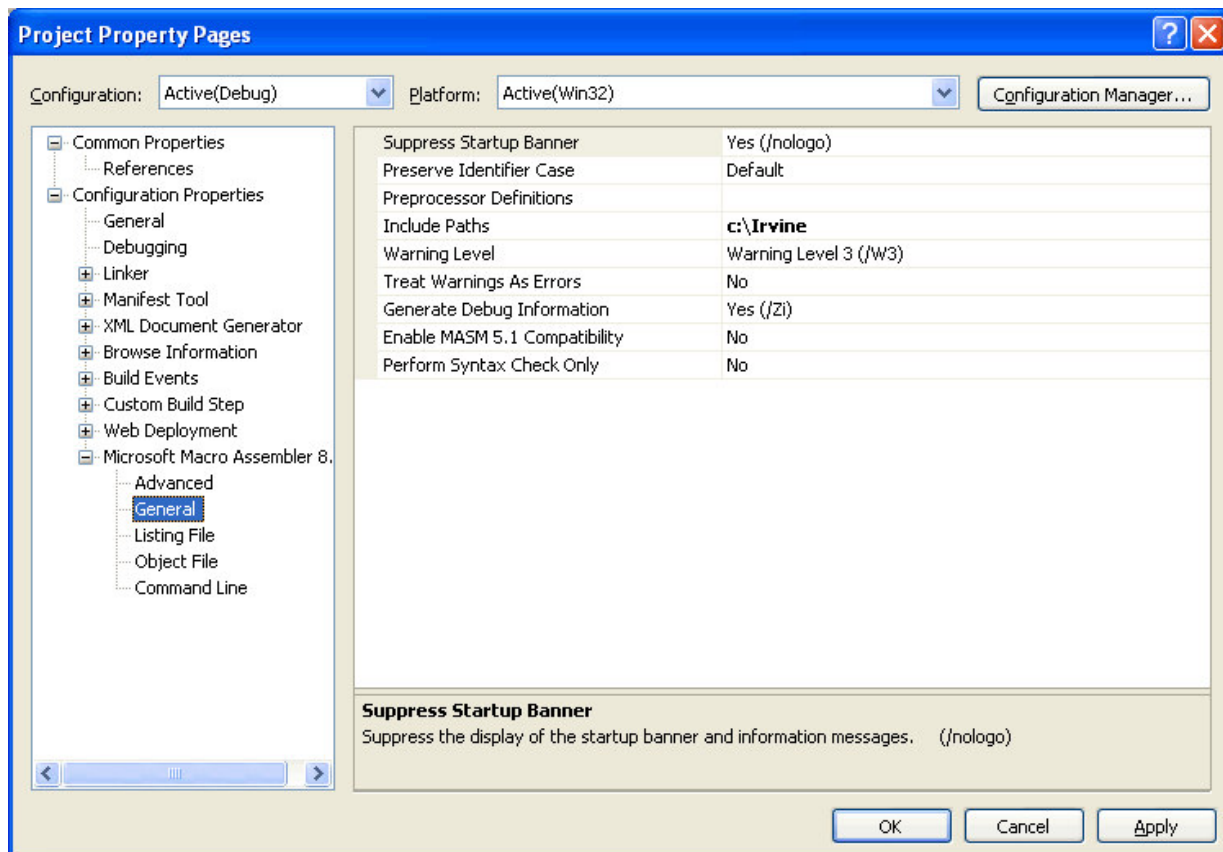 Project Property Pages
Configuration: Active(Debug) Platform: Active(Win32) Configuration Manager...
Common Properties
References
Configuration Properties
General
Debugging
Linker
Manifest Tool
XML Document Generator
Browse Information
Build Events
Custom Build Step
Web Deployment
Microsoft Macro Assembler 8.
Advanced
General
Listing File
Object File
Command Line
Suppress Startup Banner Yes (/nologo)
Preserve Identifier Case Default
Preprocessor Definitions
Include Paths c:\Irvine
Warning Level Warning Level 3 (/W3)
Treat Warnings As Errors No
Generate Debug Information Yes (/Zi)
Enable MASM 5.1 Compatibility No
Perform Syntax Check Only No
Suppress Startup Banner
Suppress the display of the startup banner and information messages. (/nologo)
OK Cancel Apply